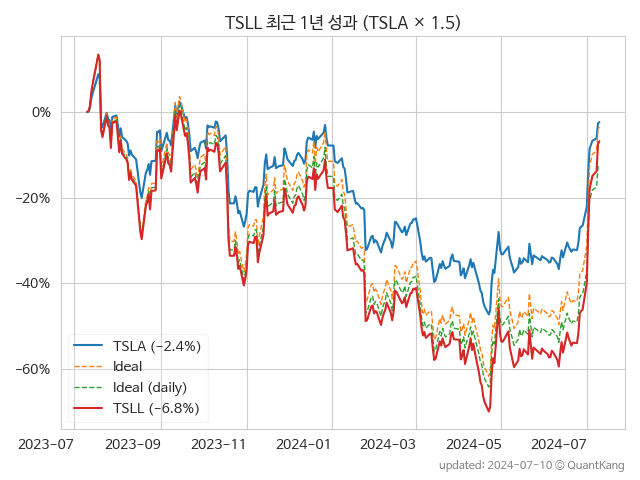 TSLL 최근 1년 성과 (TSLA × 1.5)
0%
−20%
−40%
−60%
TSLA (−2.4%)
Ideal
Ideal (daily)
TSLL (−6.8%)
2023-07 2023-09 2023-11 2024-01 2024-03 2024-05 2024-07
updated: 2024-07-10 © QuantKang